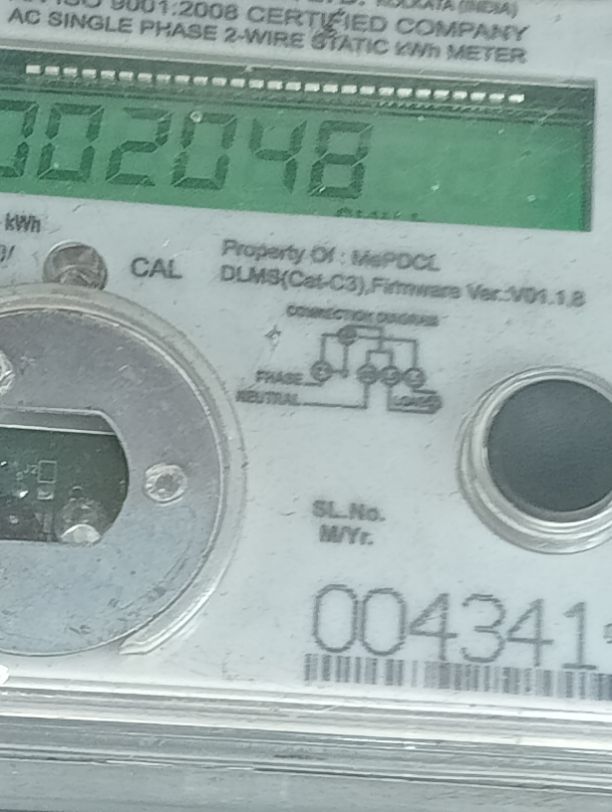 9001:2008 CERTIFIED COMPANY
AC SINGLE PHASE 2-WIRE STATIC kWh METER
002048
kWh
CAL
Property Of : MePDCL
DLMS(Cat-C3),Firmware Ver.:V01.1.8
CONNECTION DIAGRAM
PHASE
NEUTRAL
LOAD
SL.No.
M/Yr.
004341